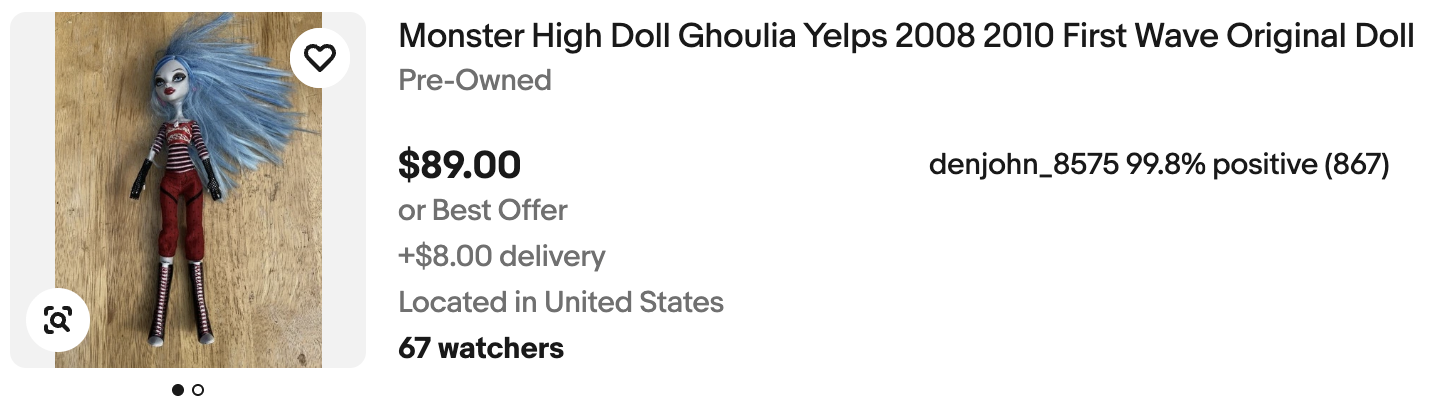 Monster High Doll Ghoulia Yelps 2008 2010 First Wave Original Doll
Pre-Owned
$89.00
denjohn_8575 99.8% positive (867)
or Best Offer
+$8.00 delivery
Located in United States
67 watchers